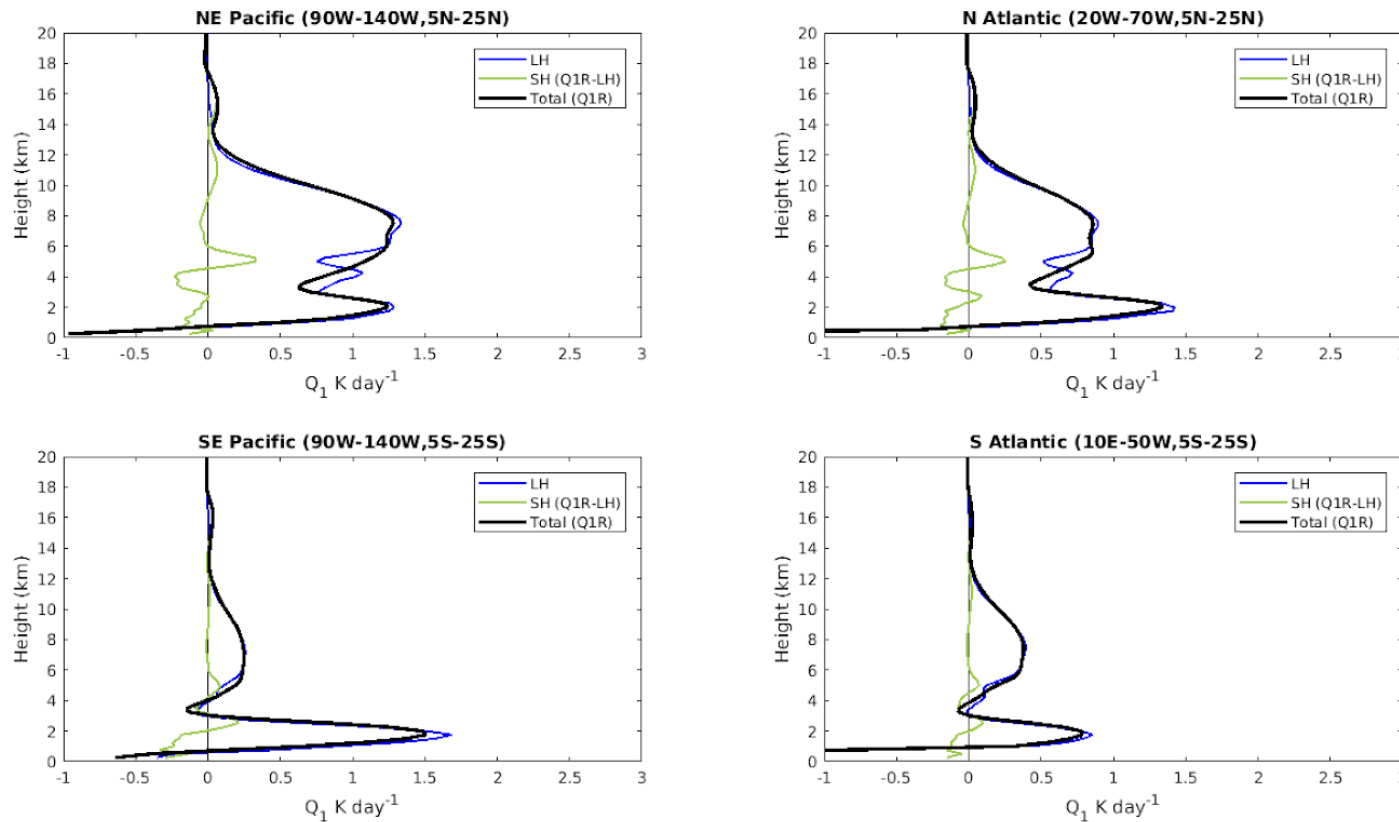 NE Pacific (90W-140W,5N-25N)
20
18
16
14
12
10
8
6
4
2
0
Height (km)
LH
SH (Q1R-LH)
Total (Q1R)
-1 -0.5 0 0.5 1 1.5 2 2.5 3
Q1 K day-1
N Atlantic (20W-70W,5N-25N)
20
18
16
14
12
10
8
6
4
2
0
Height (km)
LH
SH (Q1R-LH)
Total (Q1R)
-1 -0.5 0 0.5 1 1.5 2 2.5
Q1 K day-1
SE Pacific (90W-140W,5S-25S)
20
18
16
14
12
10
8
6
4
2
0
Height (km)
LH
SH (Q1R-LH)
Total (Q1R)
-1 -0.5 0 0.5 1 1.5 2 2.5 3
Q1 K day-1
S Atlantic (10E-50W,5S-25S)
20
18
16
14
12
10
8
6
4
2
0
Height (km)
LH
SH (Q1R-LH)
Total (Q1R)
-1 -0.5 0 0.5 1 1.5 2 2.5
Q1 K day-1